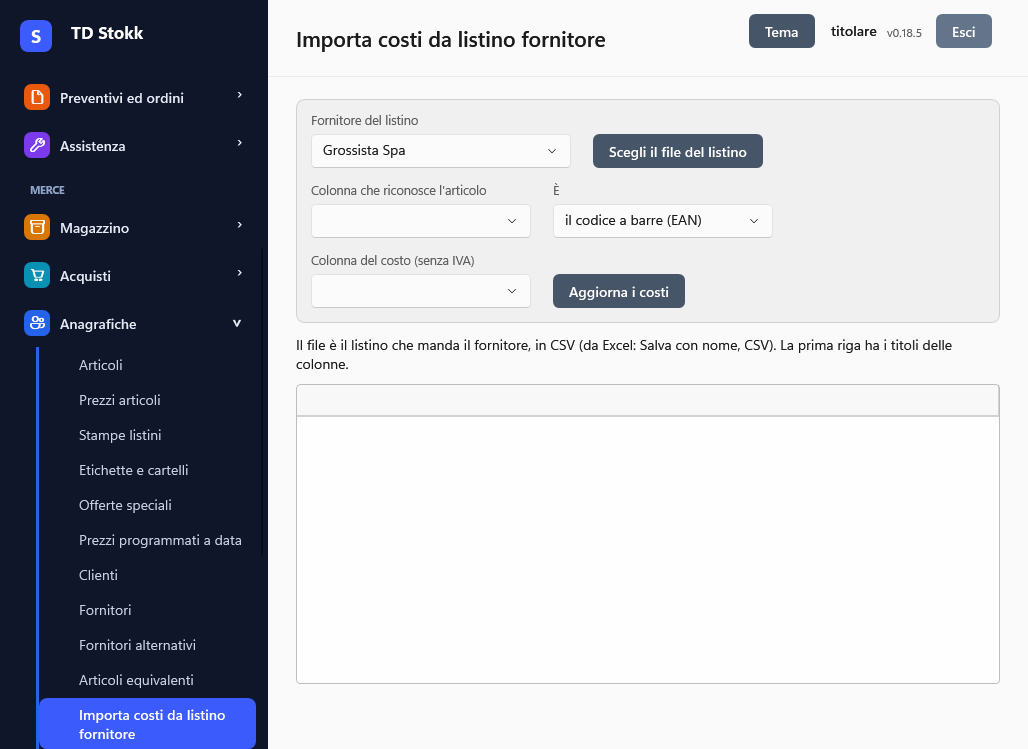 S TD Stokk
Preventivi ed ordini
Assistenza
MERCE
Magazzino
Acquisti
Anagrafiche
Articoli
Prezzi articoli
Stampe listini
Etichette e cartelli
Offerte speciali
Prezzi programmati a data
Clienti
Fornitori
Fornitori alternativi
Articoli equivalenti
Importa costi da listino
fornitore
Importa costi da listino fornitore
Tema titolare v0.18.5 Esci
Fornitore del listino
Grossista Spa Scegli il file del listino
Colonna che riconosce l'articolo È
il codice a barre (EAN)
Colonna del costo (senza IVA)
Aggiorna i costi
Il file è il listino che manda il fornitore, in CSV (da Excel: Salva con nome, CSV). La prima riga ha i titoli delle
colonne.